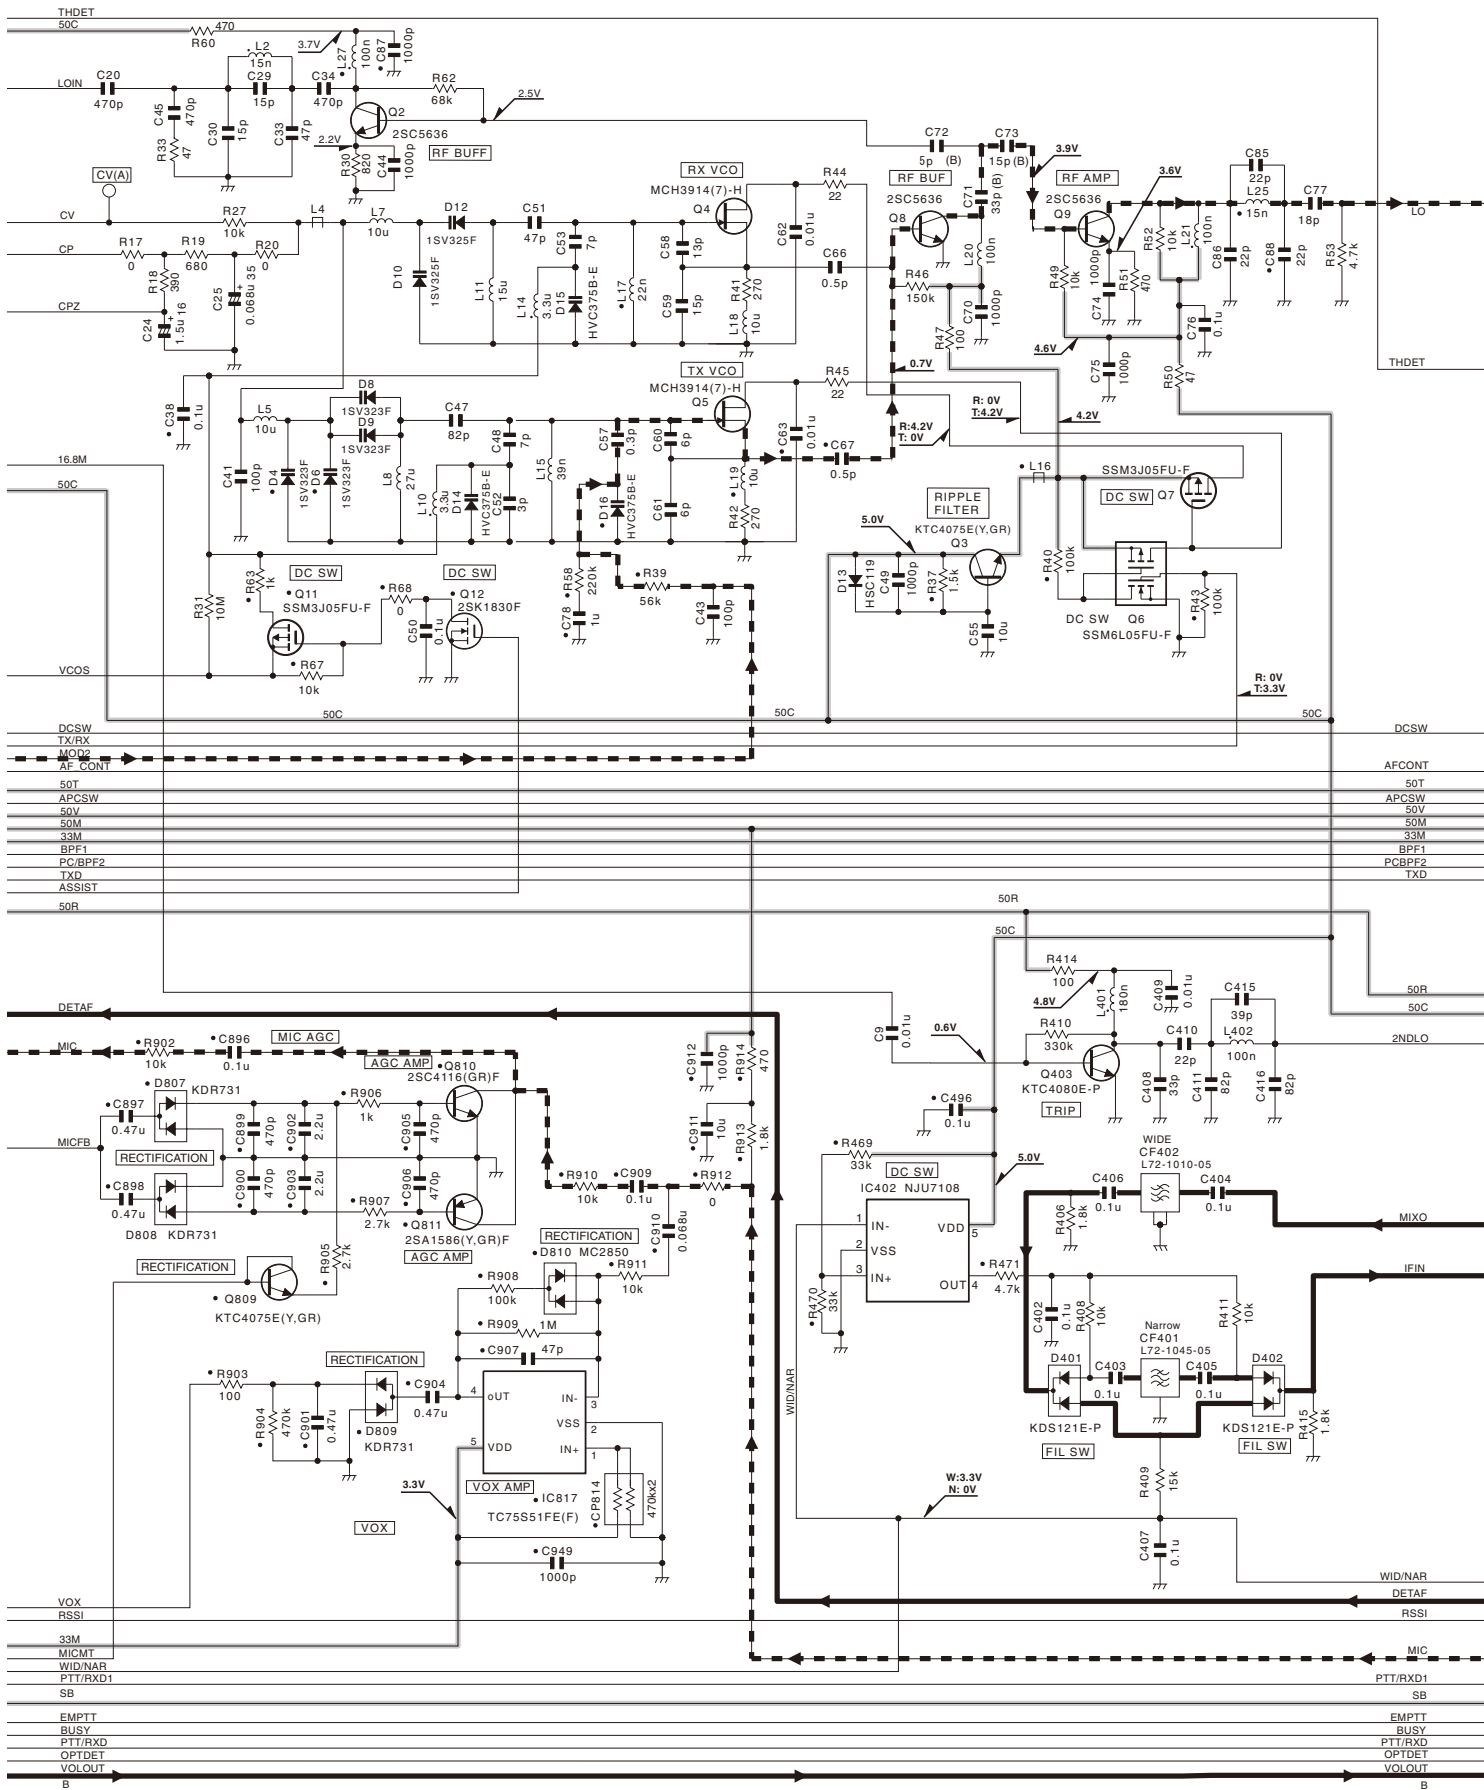 THDET
50C
R60
470
3.7V
L27
100n
C87
1000p
L2
15n
LOIN
C20
470p
C29
15p
C34
470p
R62
68k
2.5V
C45
470p
R33
47
C30
15p
C33
47p
Q2
2SC5636
2.2V
R30
820
C44
1000p
RF BUFF
CV(A)
C72
5p (B)
C73
15p (B)
C71
33p (B)
3.9V
RX VCO
MCH3914(7)-H
Q4
R44
22
RF BUF
2SC5636
Q8
RF AMP
2SC5636
Q9
3.6V
C85
22p
L25
15n
C77
18p
LO
CV
R27
10k
L4
L7
10u
D12
1SV325F
C51
47p
C53
7p
C58
13p
C62
0.01u
C66
0.5p
CP
R17
0
R19
680
R20
0
R18
390
C25
0.068u 35
CPZ
C24
1.5u 16
D10
1SV325F
L11
15u
L14
3.3u
D15
HVC375B-E
L17
22n
C59
15p
R41
270
L18
10u
L20
100n
R46
150k
R47
100
C70
1000p
R49
10k
C74
1000p
R51
470
R52
10k
L21
100n
C86
22p
C88
22p
R53
4.7k
C76
0.1u
4.6V
C75
1000p
R50
47
THDET
0.7V
TX VCO
MCH3914(7)-H
Q5
R45
22
R: 0V
T:4.2V
4.2V
R:4.2V
T: 0V
C38
0.1u
L5
10u
D8
1SV323F
D9
1SV323F
C47
82p
C48
7p
C57
0.3p
C60
6p
C63
0.01u
C67
0.5p
16.8M
C41
100p
D4
1SV323F
D6
1SV323F
L8
27u
L10
3.3u
D14
HVC375B-E
C52
3p
L15
39n
D16
HVC375B-E
C61
6p
L19
10u
R42
270
50C
L16
SSM3J05FU-F
DC SW
Q7
RIPPLE
FILTER
KTC4075E(Y,GR)
Q3
5.0V
R63
1k
DC SW
Q11
SSM3J05FU-F
R68
0
DC SW
Q12
2SK1830F
R58
220k
R39
56k
D13
HSC119
C49
1000p
R37
1.5k
R40
100k
R43
100k
R31
10M
C50
0.1u
C78
1u
C43
100p
C55
10u
DC SW
Q6
SSM6L05FU-F
VCOS
R67
10k
R: 0V
T:3.3V
50C
50C
50C
DCSW
DCSW
TX/RX
MOD2
AF_CONT
AFCONT
50T
50T
APCSW
APCSW
50V
50V
50M
50M
33M
33M
BPF1
BPF1
PC/BPF2
PCBPF2
TXD
TXD
ASSIST
50R
50R
50C
R414
100
4.8V
L401
180n
C409
0.01u
50R
C415
39p
50C
DETAF
C9
0.01u
0.6V
R410
330k
C410
22p
L402
100n
2NDLO
MIC
R902
10k
C896
0.1u
MIC AGC
AGC AMP
Q810
2SC4116(GR)F
C912
1000p
R914
470
Q403
KTC4080E-P
TRIP
C408
33p
C411
82p
C416
82p
D807
KDR731
C897
0.47u
R906
1k
C899
470p
C902
2.2u
C905
470p
C911
10u
R913
1.8k
C496
0.1u
MICFB
RECTIFICATION
R469
33k
5.0V
WIDE
CF402
L72-1010-05
C898
0.47u
C900
470p
C903
2.2u
R907
2.7k
C906
470p
R910
10k
C909
0.1u
R912
0
DC SW
IC402 NJU7108
C406
0.1u
C404
0.1u
R406
1.8k
MIXO
D808 KDR731
Q811
2SA1586(Y,GR)F
AGC AMP
RECTIFICATION
D810 MC2850
C910
0.068u
1
IN-
VDD
5
2
VSS
3
IN+
OUT
4
R471
4.7k
IFIN
RECTIFICATION
R905
2.7k
Q809
KTC4075E(Y,GR)
R908
100k
R911
10k
R470
33k
C402
0.1u
R408
10k
R411
10k
R909
1M
C907
47p
Narrow
CF401
L72-1045-05
RECTIFICATION
D401
C403
0.1u
C405
0.1u
D402
R903
100
C904
0.47u
4
oUT
IN-
3
VSS
2
5
VDD
IN+
1
WID/NAR
R904
470k
C901
0.47u
D809
KDR731
KDS121E-P
FIL SW
KDS121E-P
FIL SW
R415
1.8k
3.3V
VOX AMP
IC817
TC75S51FE(F)
CP814
470kx2
VOX
W:3.3V
N: 0V
R409
15k
C949
1000p
C407
0.1u
WID/NAR
VOX
DETAF
RSSI
RSSI
33M
MICMT
MIC
WID/NAR
PTT/RXD1
PTT/RXD1
SB
SB
EMPTT
EMPTT
BUSY
BUSY
PTT/RXD
PTT/RXD
OPTDET
OPTDET
VOLOUT
VOLOUT
B
B